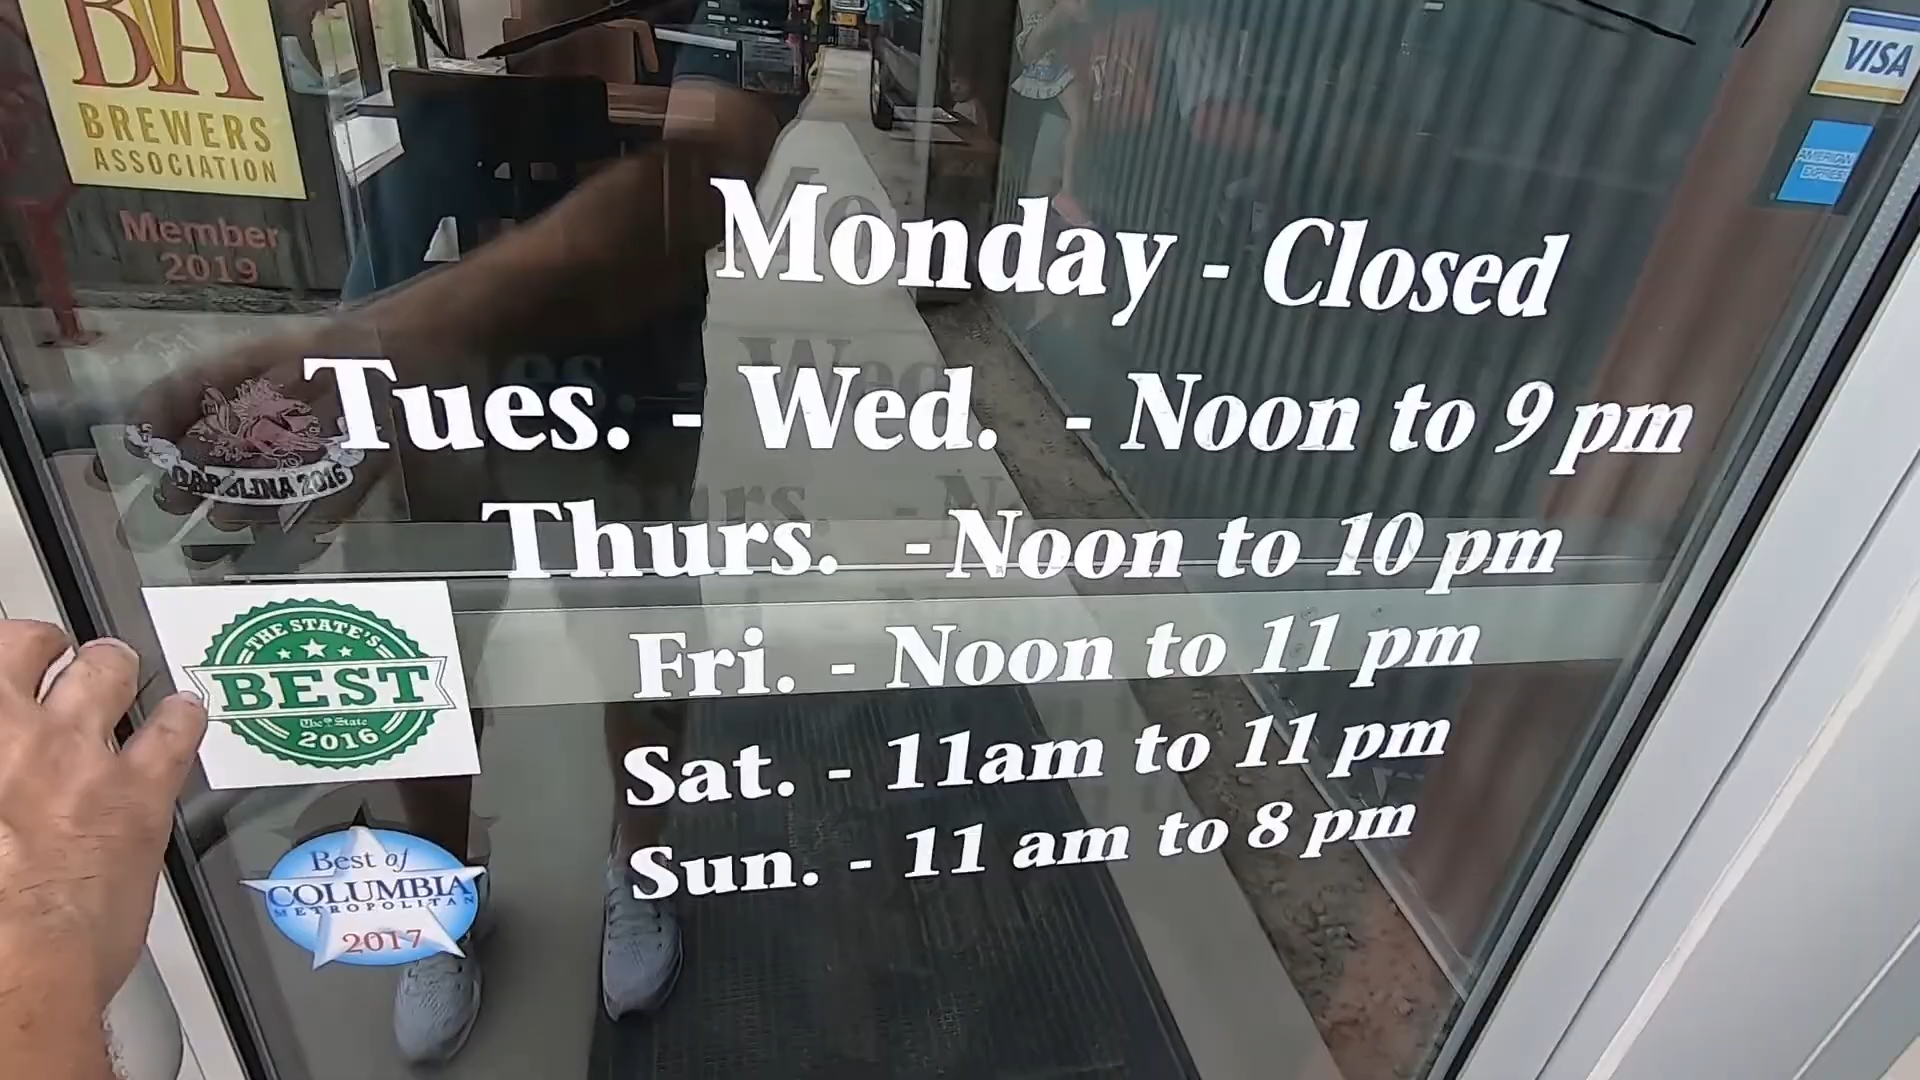 BA
BREWERS
ASSOCIATION
Member
2019
VISA
AMERICAN
EXPRESS
Monday - Closed
Tues. - Wed. - Noon to 9 pm
Thurs. - Noon to 10 pm
Fri. - Noon to 11 pm
Sat. - 11am to 11 pm
Sun. - 11 am to 8 pm
CAROLINA 2016
THE STATE'S
BEST
The State
2016
Best of
COLUMBIA
METROPOLITAN
2017